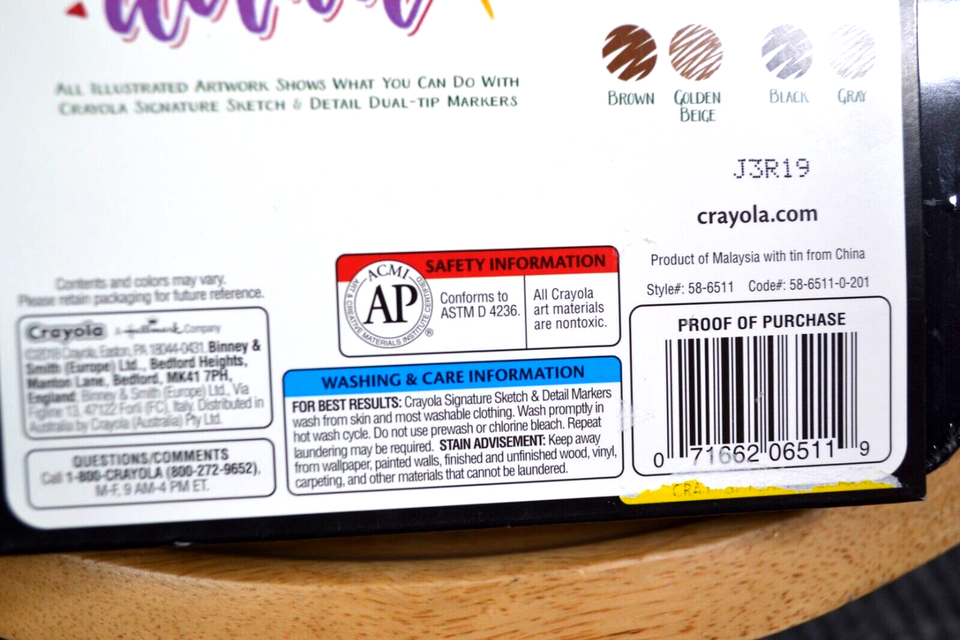 All Illustrated Artwork Shows What You Can Do With
Crayola Signature Sketch & Detail Dual-tip Markers
Brown
Golden
Beige
Black
Gray
J3R19
crayola.com
Product of Malaysia with tin from China
Style#: 58-6511 Code#: 58-6511-0-201
Contents and colors may vary.
Please retain packaging for future reference.
Crayola a Hallmark Company
©2018 Crayola, Easton, PA 18044-0431. Binney &
Smith (Europe) Ltd., Bedford Heights,
Manton Lane, Bedford, MK41 7PH,
England. Binney & Smith (Europe) Ltd., Via
Figline 13, 47122 Forlì (FC), Italy. Distributed in
Australia by Crayola (Australia) Pty Ltd.
QUESTIONS/COMMENTS
Call 1-800-CRAYOLA (800-272-9652),
M-F, 9 AM-4 PM ET.
SAFETY INFORMATION
ACMI
AP
ART & CREATIVE MATERIALS INSTITUTE CERTIFIED
®
Conforms to
ASTM D 4236.
All Crayola
art materials
are nontoxic.
WASHING & CARE INFORMATION
FOR BEST RESULTS: Crayola Signature Sketch & Detail Markers
wash from skin and most washable clothing. Wash promptly in
hot wash cycle. Do not use prewash or chlorine bleach. Repeat
laundering may be required. STAIN ADVISEMENT: Keep away
from wallpaper, painted walls, finished and unfinished wood, vinyl,
carpeting, and other materials that cannot be laundered.
PROOF OF PURCHASE
0 71662 06511 9